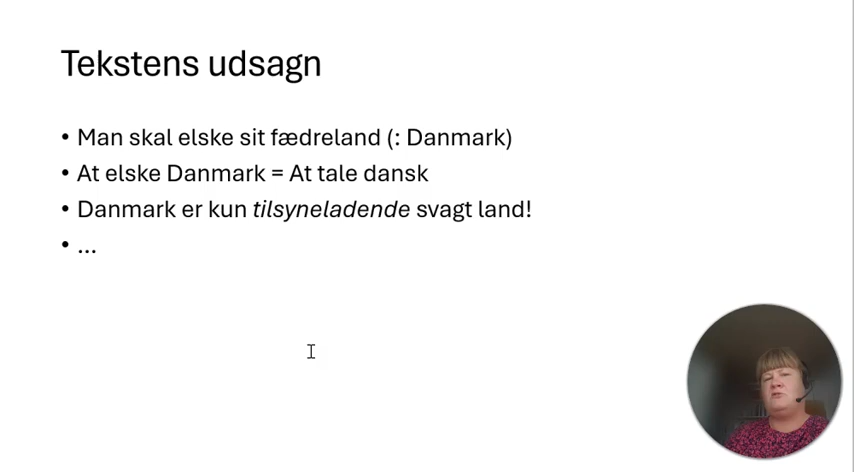 Tekstens udsagn
• Man skal elske sit fædreland (: Danmark)
• At elske Danmark = At tale dansk
• Danmark er kun tilsyneladende svagt land!
• ...